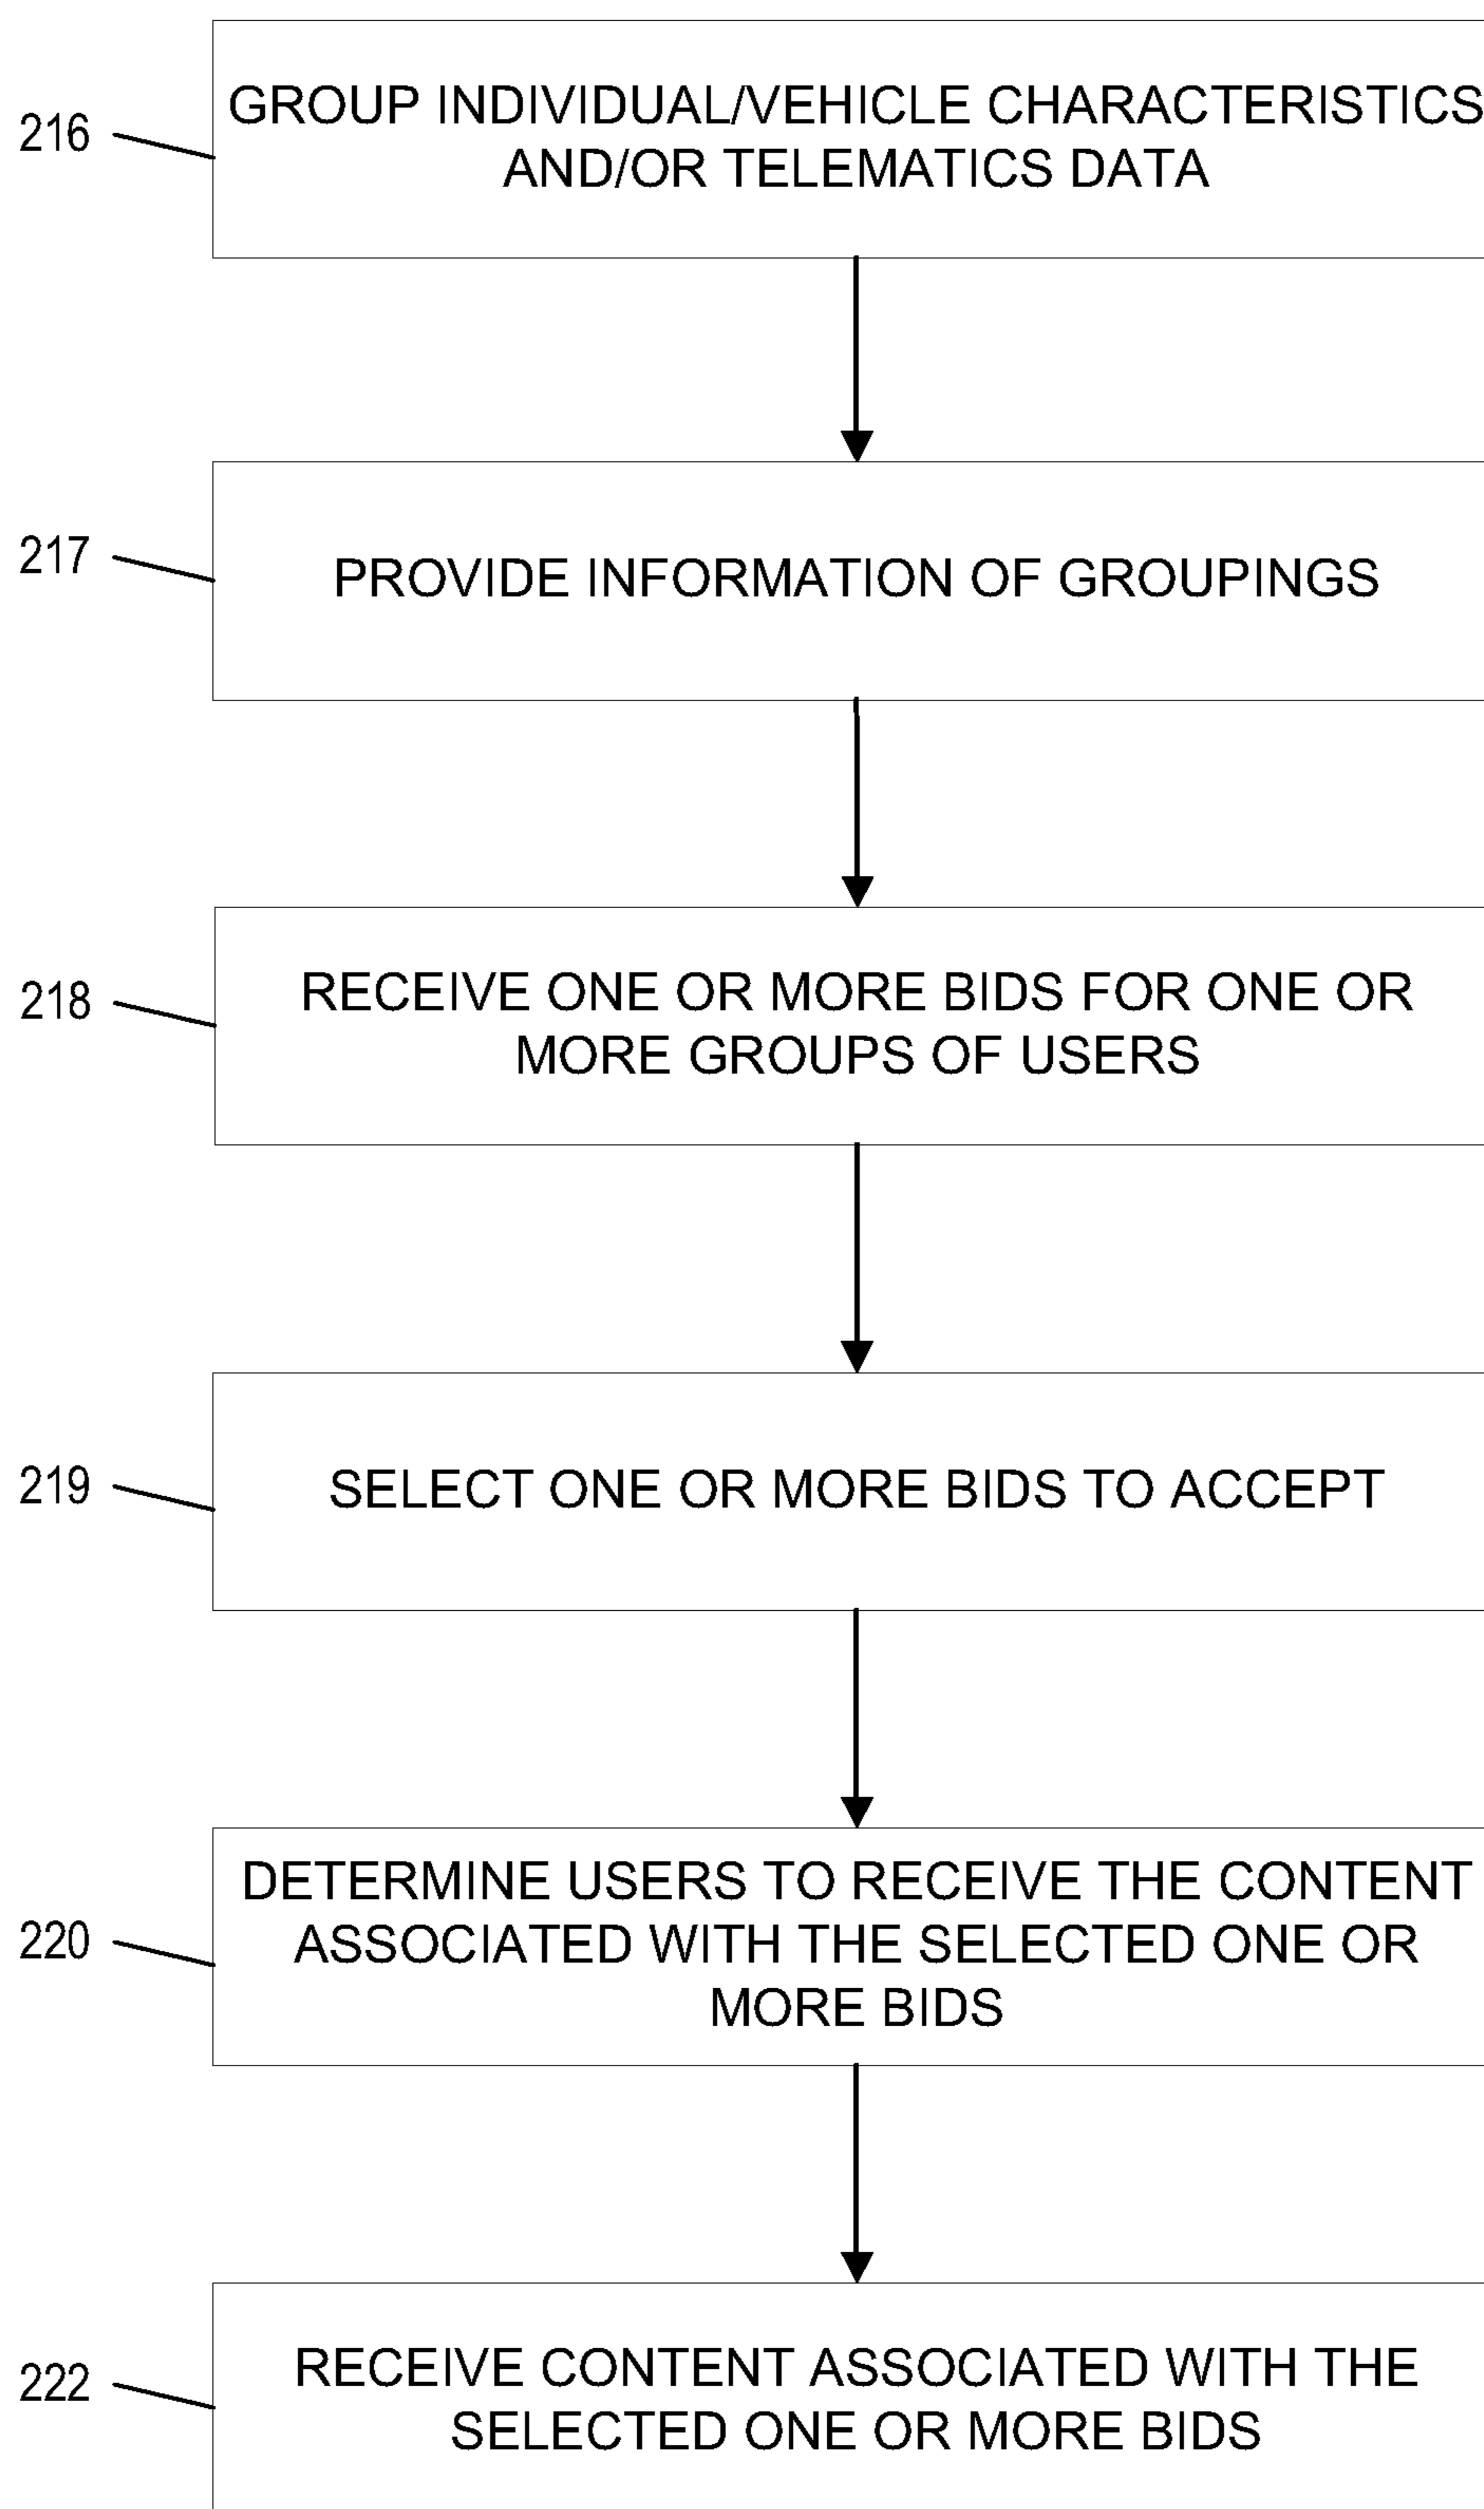 216
GROUP INDIVIDUAL/VEHICLE CHARACTERISTICS
AND/OR TELEMATICS DATA
217
PROVIDE INFORMATION OF GROUPINGS
218
RECEIVE ONE OR MORE BIDS FOR ONE OR
MORE GROUPS OF USERS
219
SELECT ONE OR MORE BIDS TO ACCEPT
220
DETERMINE USERS TO RECEIVE THE CONTENT
ASSOCIATED WITH THE SELECTED ONE OR
MORE BIDS
222
RECEIVE CONTENT ASSOCIATED WITH THE
SELECTED ONE OR MORE BIDS